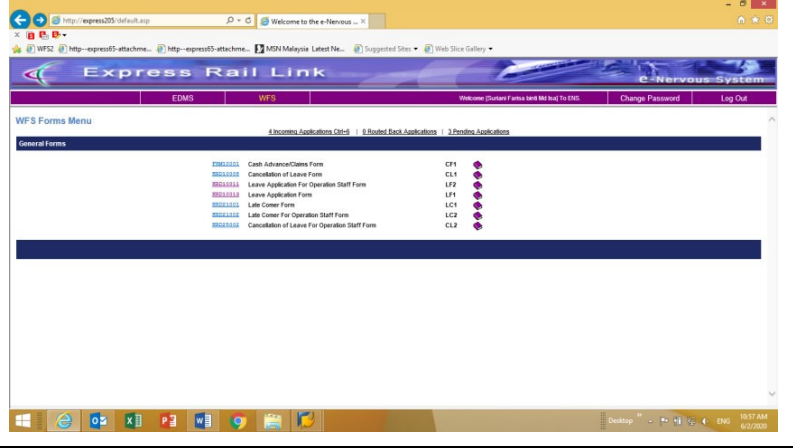 http://express205/default.asp
Welcome to the e-Nervous ...
WFS2 http--express65-attachme... http--express65-attachme... MSN Malaysia Latest Ne... Suggested Sites Web Slice Gallery
Express Rail Link
e-Nervous System
EDMS WFS Welcome [Suriani Farisa binti Md Isa] To ENS. Change Password Log Out
WFS Forms Menu
4 Incoming Applications Ctrl+6 | 0 Routed Back Applications | 3 Pending Applications
General Forms
Cash Advance/Claims Form CF1
Cancellation of Leave Form CL1
Leave Application For Operation Staff Form LF2
Leave Application Form LF1
Late Comer Form LC1
Late Comer For Operation Staff Form LC2
Cancellation of Leave For Operation Staff Form CL2
Desktop ENG 10:57 AM
6/2/2020